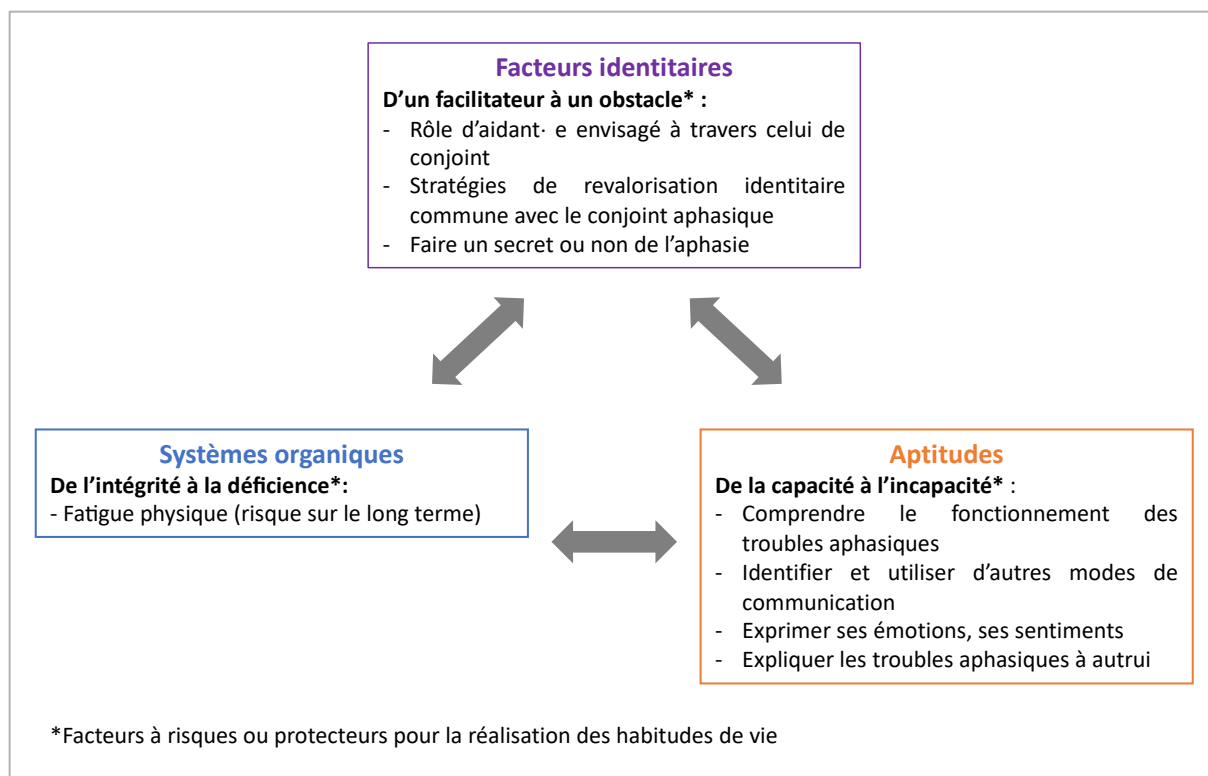 Facteurs identitaires
D’un facilitateur à un obstacle* :
- Rôle d’aidant· e envisagé à travers celui de
conjoint
- Stratégies de revalorisation identitaire
commune avec le conjoint aphasique
- Faire un secret ou non de l’aphasie
Systèmes organiques
De l’intégrité à la déficience*:
- Fatigue physique (risque sur le long terme)
Aptitudes
De la capacité à l’incapacité* :
- Comprendre le fonctionnement des
troubles aphasiques
- Identifier et utiliser d’autres modes de
communication
- Exprimer ses émotions, ses sentiments
- Expliquer les troubles aphasiques à autrui
*Facteurs à risques ou protecteurs pour la réalisation des habitudes de vie